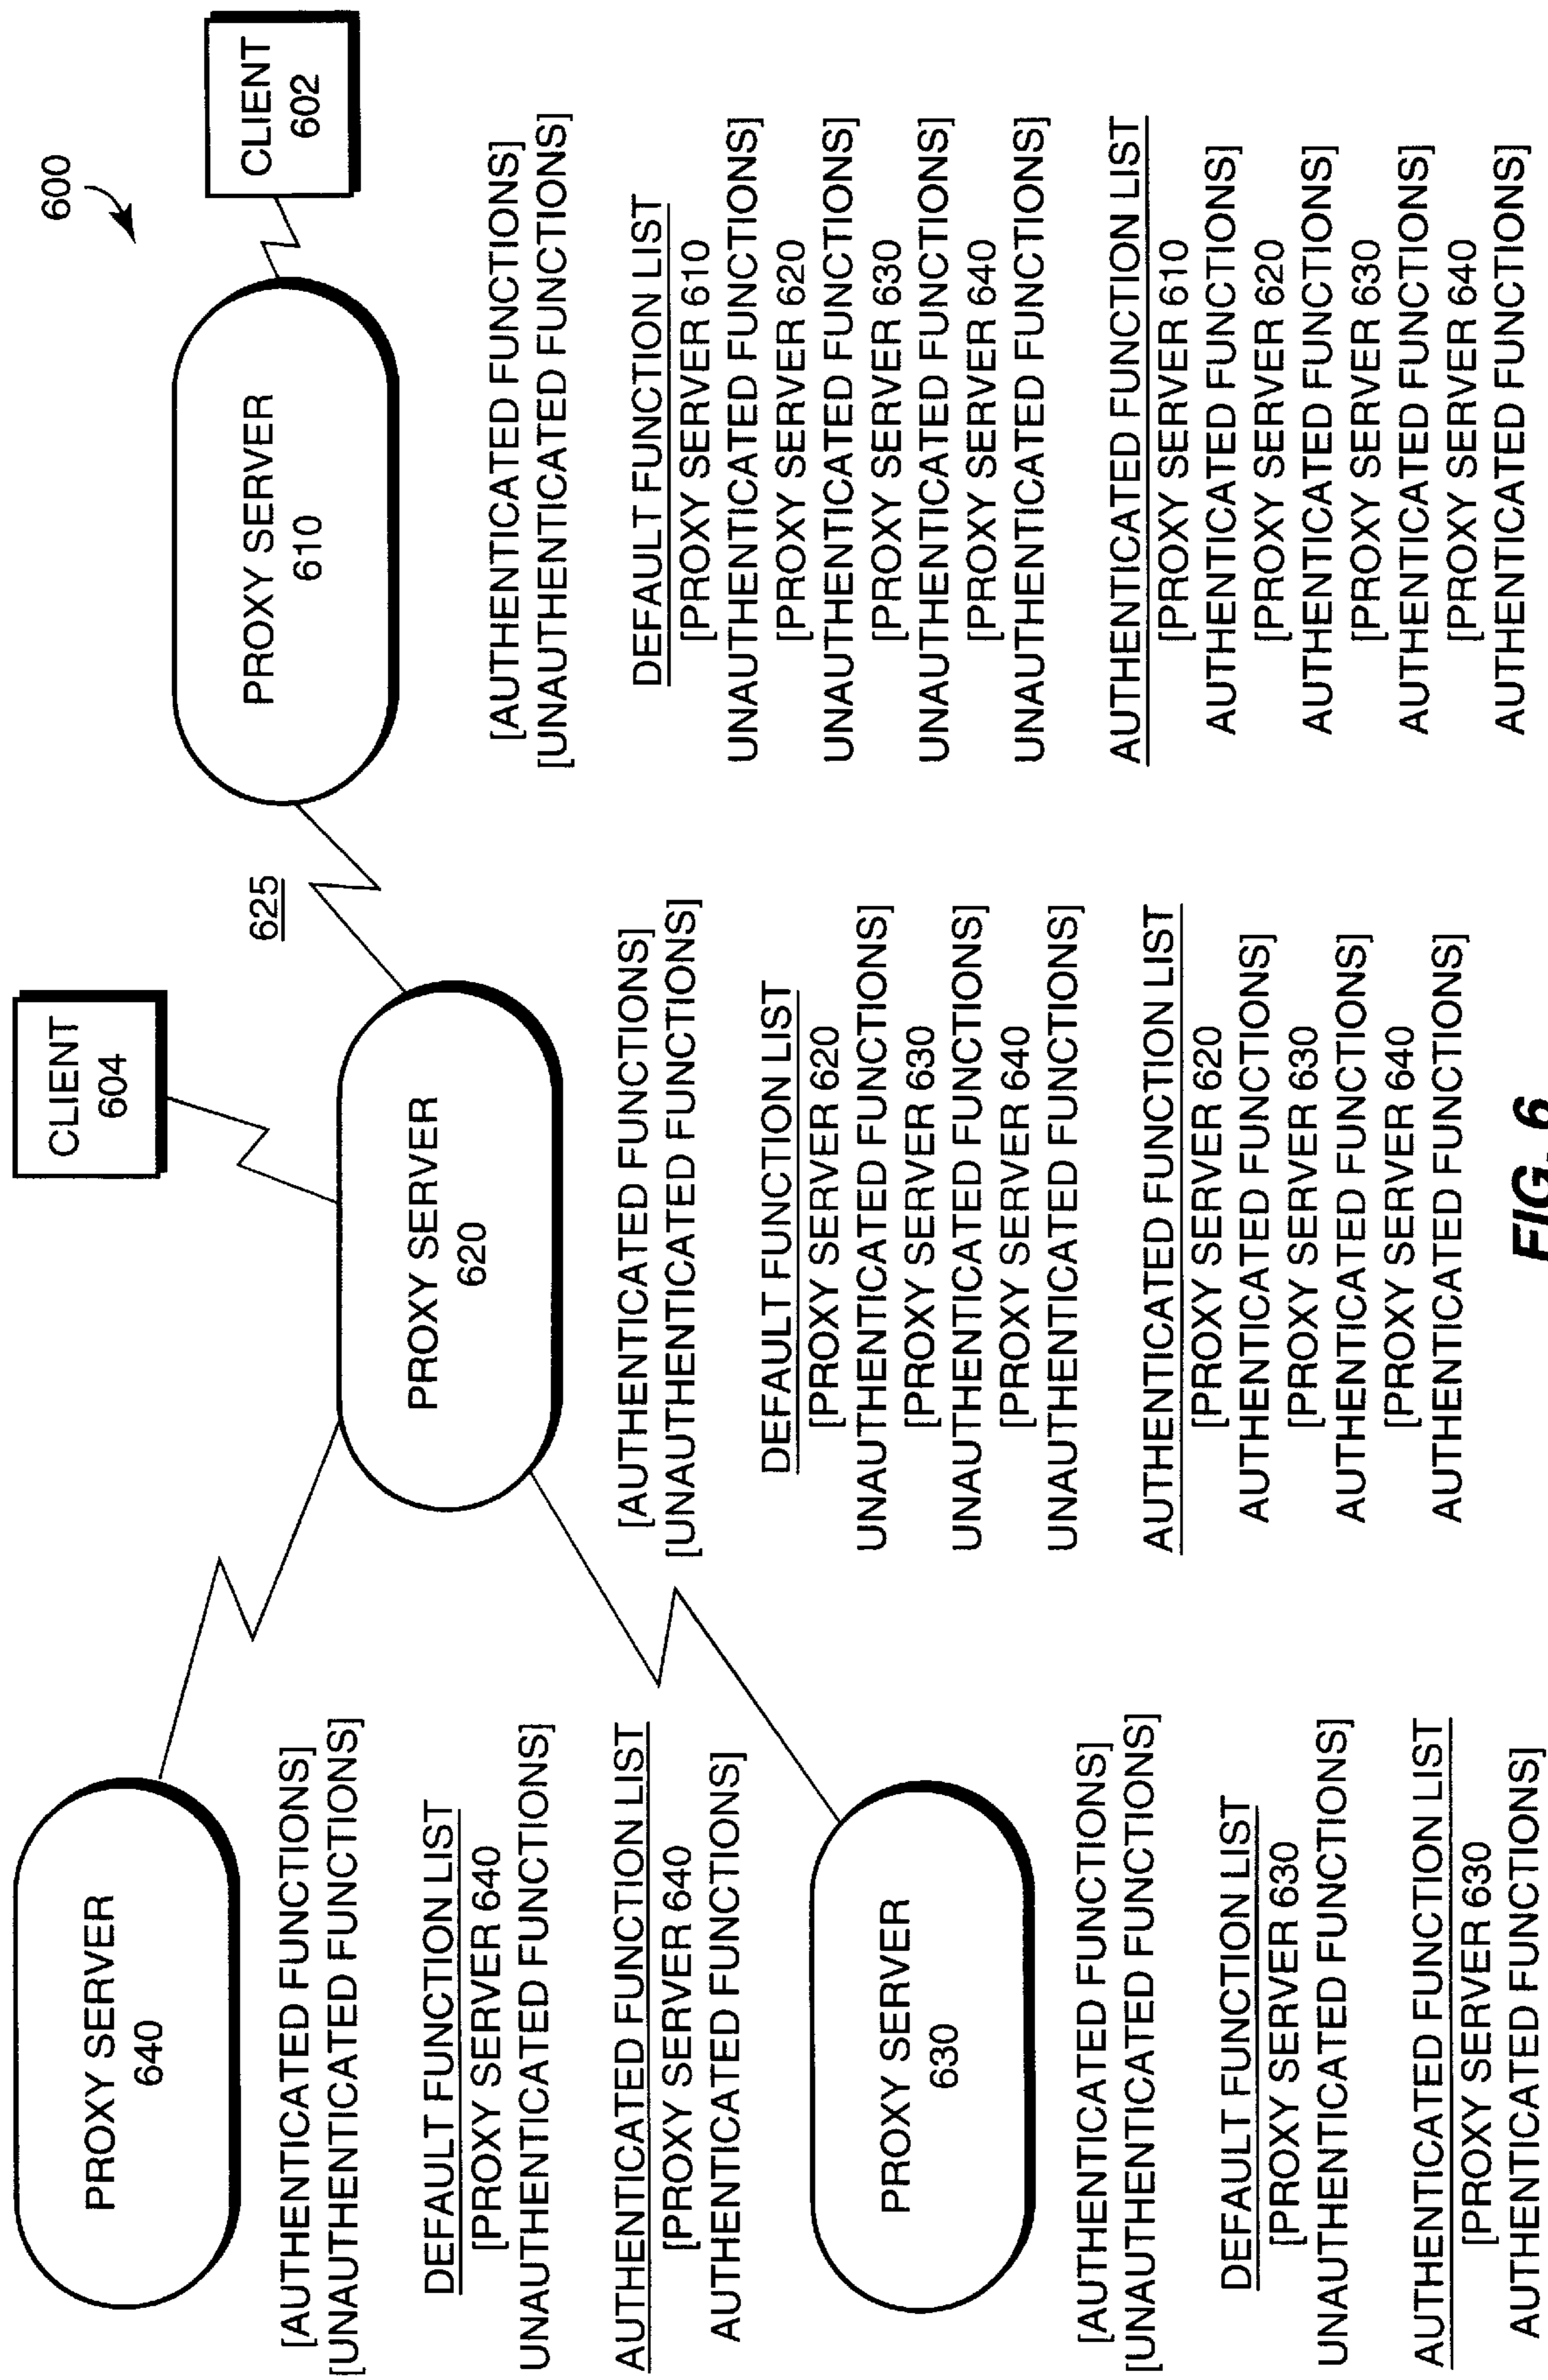 PROXY SERVER
640
[AUTHENTICATED FUNCTIONS]
[UNAUTHENTICATED FUNCTIONS]
DEFAULT FUNCTION LIST
[PROXY SERVER 640
UNAUTHENTICATED FUNCTIONS]
AUTHENTICATED FUNCTION LIST
[PROXY SERVER 640
AUTHENTICATED FUNCTIONS]
PROXY SERVER
630
[AUTHENTICATED FUNCTIONS]
[UNAUTHENTICATED FUNCTIONS]
DEFAULT FUNCTION LIST
[PROXY SERVER 630
UNAUTHENTICATED FUNCTIONS]
AUTHENTICATED FUNCTION LIST
[PROXY SERVER 630
AUTHENTICATED FUNCTIONS]
CLIENT
604
PROXY SERVER
620
[AUTHENTICATED FUNCTIONS]
[UNAUTHENTICATED FUNCTIONS]
DEFAULT FUNCTION LIST
[PROXY SERVER 620
UNAUTHENTICATED FUNCTIONS]
[PROXY SERVER 630
UNAUTHENTICATED FUNCTIONS]
[PROXY SERVER 640
UNAUTHENTICATED FUNCTIONS]
AUTHENTICATED FUNCTION LIST
[PROXY SERVER 620
AUTHENTICATED FUNCTIONS]
[PROXY SERVER 630
AUTHENTICATED FUNCTIONS]
[PROXY SERVER 640
AUTHENTICATED FUNCTIONS]
625
600
CLIENT
602
PROXY SERVER
610
[AUTHENTICATED FUNCTIONS]
[UNAUTHENTICATED FUNCTIONS]
DEFAULT FUNCTION LIST
[PROXY SERVER 610
UNAUTHENTICATED FUNCTIONS]
[PROXY SERVER 620
UNAUTHENTICATED FUNCTIONS]
[PROXY SERVER 630
UNAUTHENTICATED FUNCTIONS]
[PROXY SERVER 640
UNAUTHENTICATED FUNCTIONS]
AUTHENTICATED FUNCTION LIST
[PROXY SERVER 610
AUTHENTICATED FUNCTIONS]
[PROXY SERVER 620
AUTHENTICATED FUNCTIONS]
[PROXY SERVER 630
AUTHENTICATED FUNCTIONS]
[PROXY SERVER 640
AUTHENTICATED FUNCTIONS]
FIG. 6